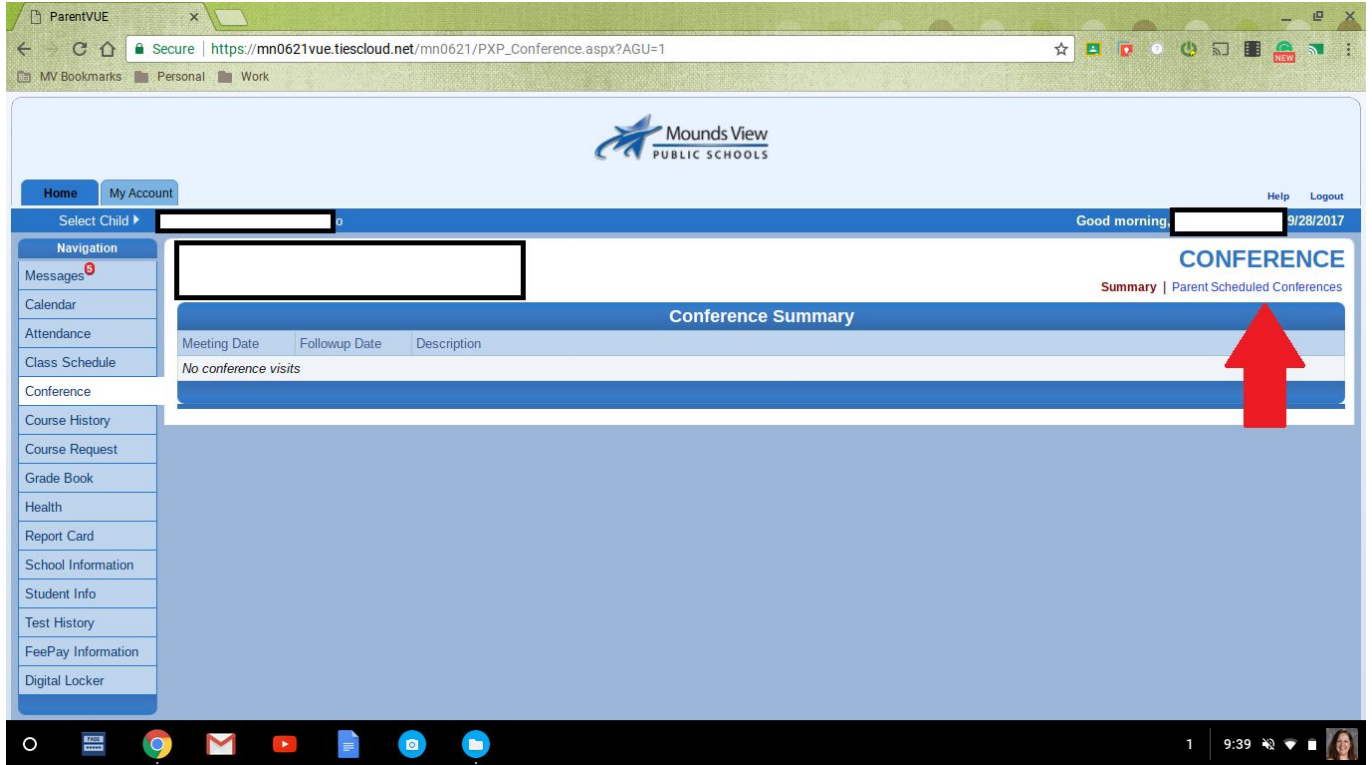 ParentVUE
Secure | https://mn0621vue.tiescloud.net/mn0621/PXP_Conference.aspx?AGU=1
NEW
MV Bookmarks Personal Work
Mounds View
PUBLIC SCHOOLS
Home My Account
Help Logout
Select Child o Good morning, 9/28/2017
Navigation
Messages 5
Calendar
Attendance
Class Schedule
Conference
Course History
Course Request
Grade Book
Health
Report Card
School Information
Student Info
Test History
FeePay Information
Digital Locker
CONFERENCE
Summary | Parent Scheduled Conferences
Conference Summary
Meeting Date Followup Date Description
No conference visits
1 9:39